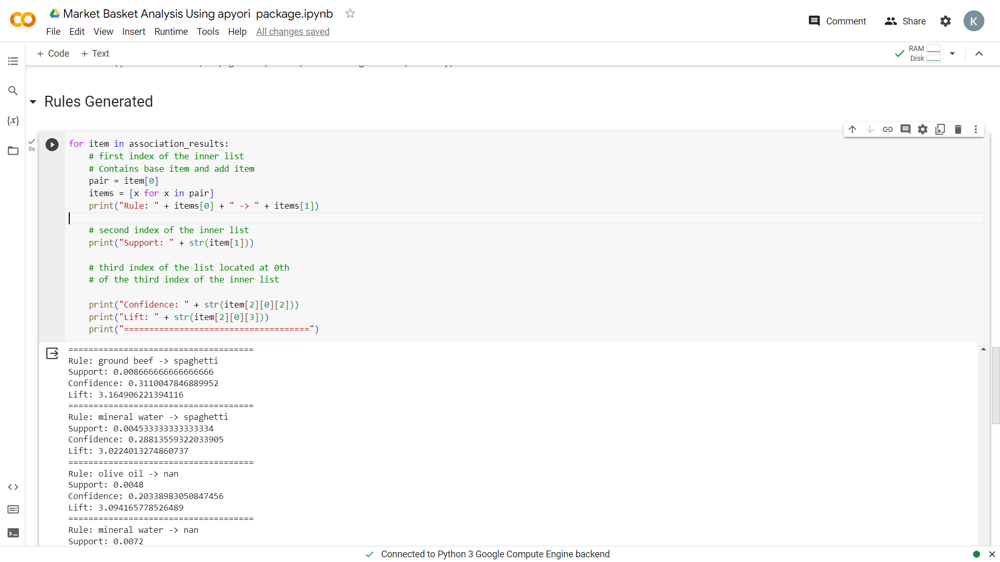 Market Basket Analysis Using apyori  package.ipynb
Comment
Share
K
File Edit View Insert Runtime Tools Help All changes saved
+ Code + Text
RAM
Disk
Rules Generated
{x}
0s
for item in association_results:
    # first index of the inner list
    # Contains base item and add item
    pair = item[0]
    items = [x for x in pair]
    print("Rule: " + items[0] + " -> " + items[1])
    # second index of the inner list
    print("Support: " + str(item[1]))
    # third index of the list located at 0th
    # of the third index of the inner list
    print("Confidence: " + str(item[2][0][2]))
    print("Lift: " + str(item[2][0][3]))
    print("=====================================")
=====================================
Rule: ground beef -> spaghetti
Support: 0.008666666666666666
Confidence: 0.3110047846889952
Lift: 3.164906221394116
=====================================
Rule: mineral water -> spaghetti
Support: 0.004533333333333334
Confidence: 0.28813559322033905
Lift: 3.0224013274860737
=====================================
Rule: olive oil -> nan
Support: 0.0048
Confidence: 0.20338983050847456
Lift: 3.094165778526489
=====================================
Rule: mineral water -> nan
Support: 0.0072
Connected to Python 3 Google Compute Engine backend